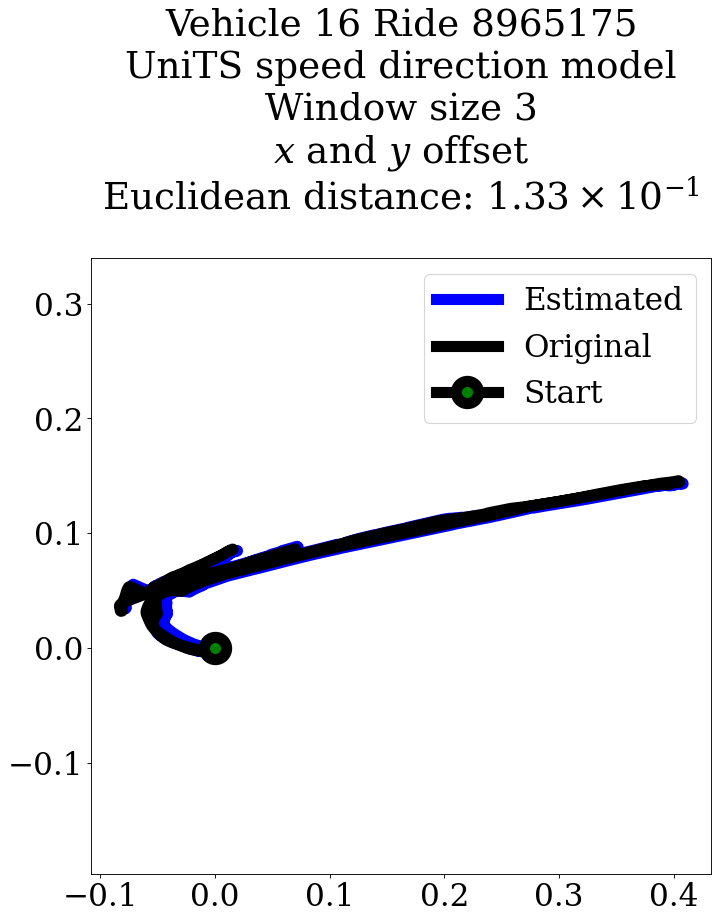 Vehicle 16 Ride 8965175
UniTS speed direction model
Window size 3
x and y offset
Euclidean distance: 1.33 × 10⁻¹
Estimated
Original
Start
0.3
0.2
0.1
0.0
−0.1
−0.1 0.0 0.1 0.2 0.3 0.4